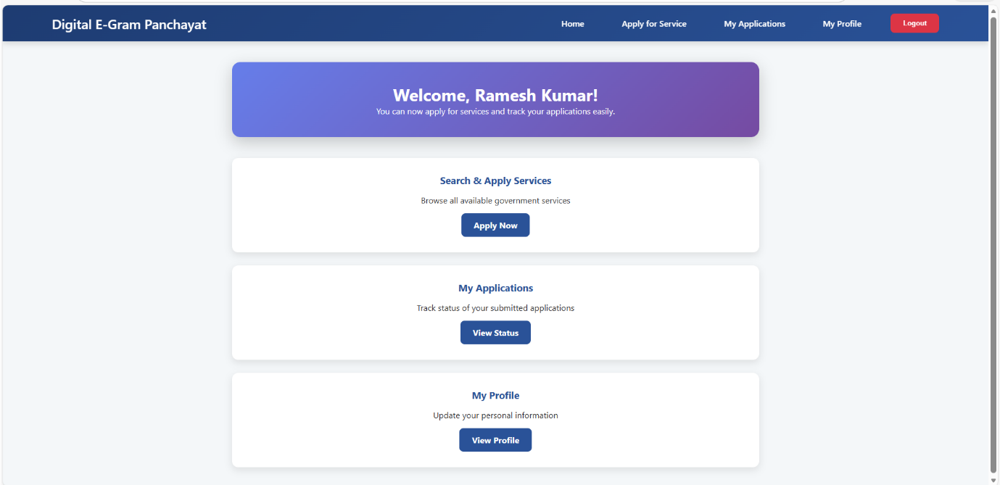 Digital E-Gram Panchayat
Home
Apply for Service
My Applications
My Profile
Logout
Welcome, Ramesh Kumar!
You can now apply for services and track your applications easily.
Search & Apply Services
Browse all available government services
Apply Now
My Applications
Track status of your submitted applications
View Status
My Profile
Update your personal information
View Profile